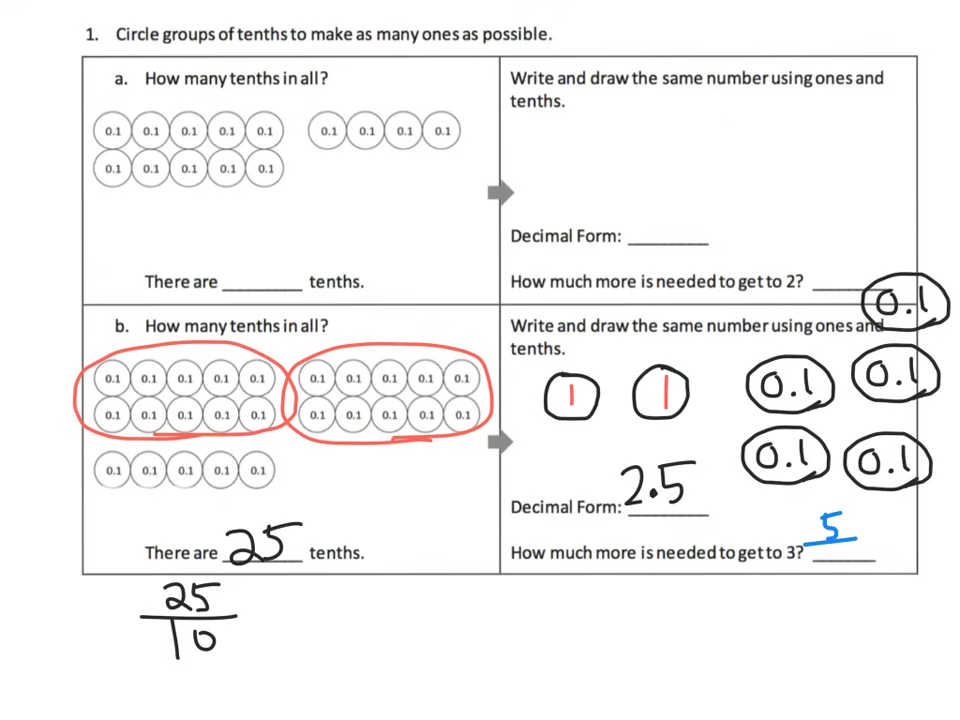 1. Circle groups of tenths to make as many ones as possible.
a. How many tenths in all?
0.1 0.1 0.1 0.1 0.1 0.1 0.1 0.1 0.1
0.1 0.1 0.1 0.1 0.1
There are ________ tenths.
Write and draw the same number using ones and
tenths.
Decimal Form: ________
How much more is needed to get to 2? ________
b. How many tenths in all?
0.1 0.1 0.1 0.1 0.1 0.1 0.1 0.1 0.1 0.1
0.1 0.1 0.1 0.1 0.1 0.1 0.1 0.1 0.1 0.1
0.1 0.1 0.1 0.1 0.1
There are 25 tenths.
25
10
Write and draw the same number using ones and
tenths.
0.1
1 1 0.1 0.1
0.1 0.1
Decimal Form: 2.5
How much more is needed to get to 3? 5